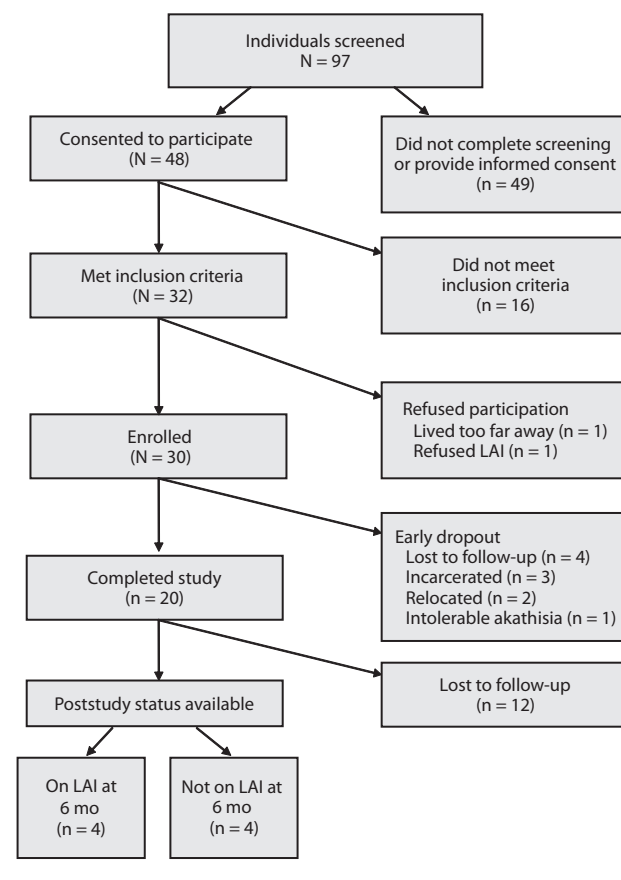 Individuals screened
N = 97
Consented to participate
(N = 48)
Did not complete screening
or provide informed consent
(n = 49)
Did not meet
inclusion criteria
(n = 16)
Met inclusion criteria
(N = 32)
Refused participation
Lived too far away (n = 1)
Refused LAI (n = 1)
Enrolled
(N = 30)
Early dropout
Lost to follow-up (n = 4)
Incarcerated (n = 3)
Relocated (n = 2)
Intolerable akathisia (n = 1)
Completed study
(n = 20)
Lost to follow-up
(n = 12)
Poststudy status available
On LAI at
6 mo
(n = 4)
Not on LAI at
6 mo
(n = 4)